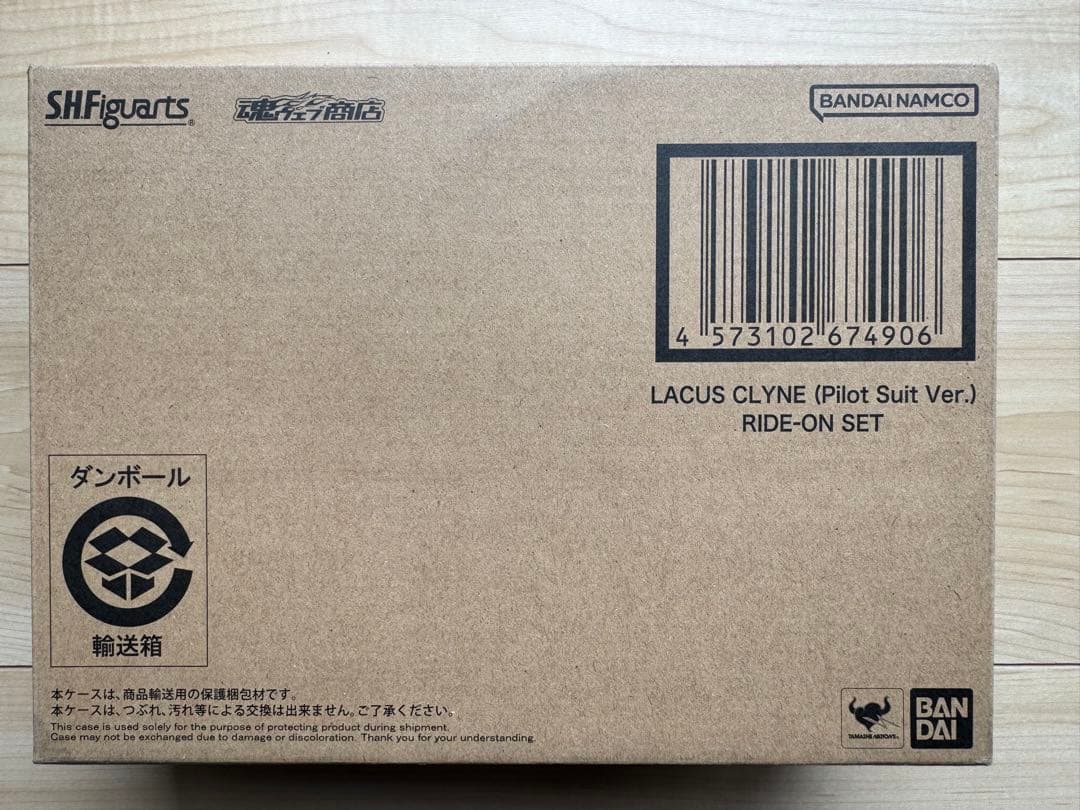 S.H.Figuarts®
魂ウェブ商店
BANDAI NAMCO
4 573102 674906
LACUS CLYNE (Pilot Suit Ver.)
RIDE-ON SET
ダンボール
輸送箱
本ケースは、商品輸送用の保護梱包材です。
本ケースは、つぶれ、汚れ等による交換は出来ません。ご了承ください。
This case is used solely for the purpose of protecting product during shipment.
Case may not be exchanged due to damage or discoloration. Thank you for your understanding.
TAMASHII NATIONS
BAN
DAI